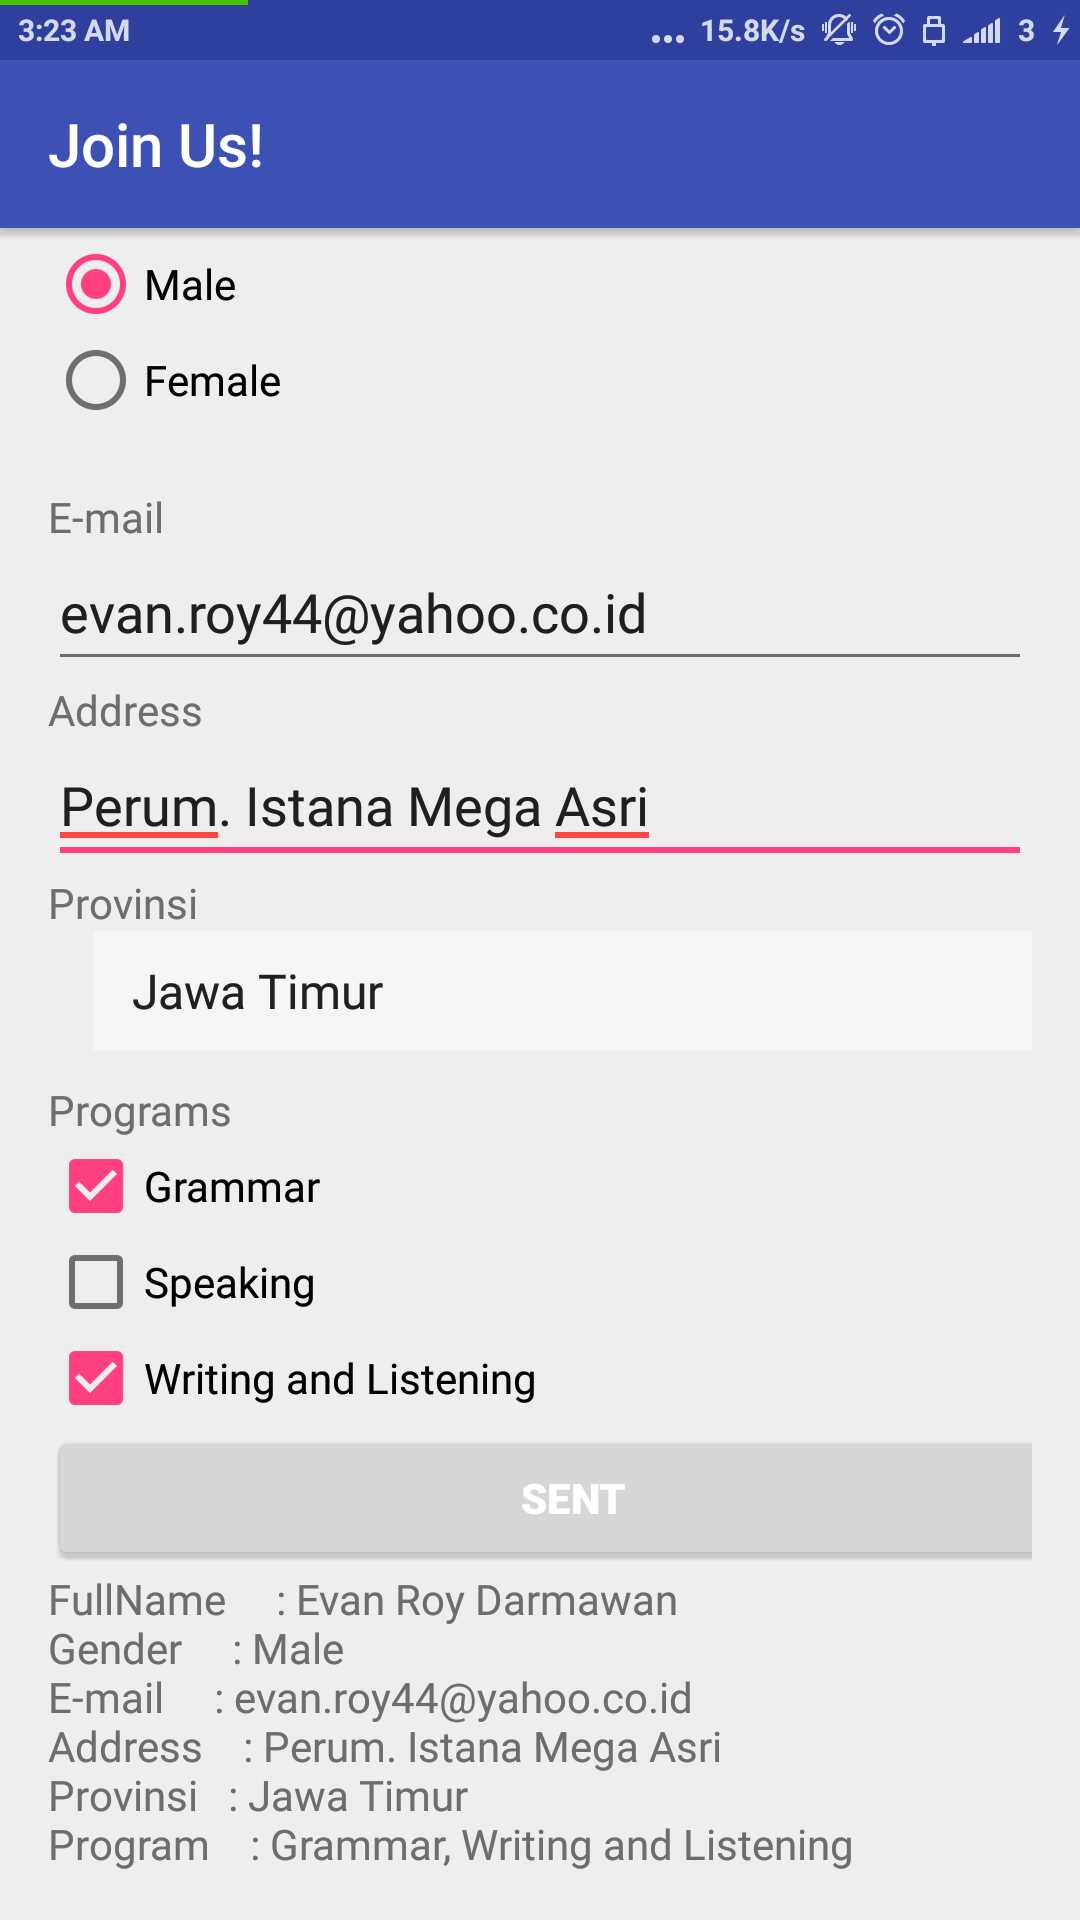 3:23 AM ... 15.8K/s 3
Join Us!
Male
Female
E-mail
evan.roy44@yahoo.co.id
Address
Perum. Istana Mega Asri
Provinsi
Jawa Timur
Programs
Grammar
Speaking
Writing and Listening
SENT
FullName : Evan Roy Darmawan
Gender : Male
E-mail : evan.roy44@yahoo.co.id
Address : Perum. Istana Mega Asri
Provinsi : Jawa Timur
Program : Grammar, Writing and Listening